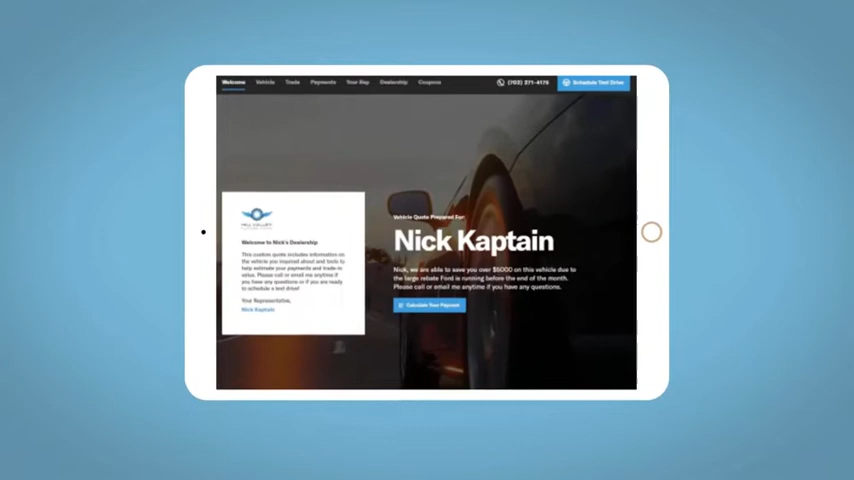 Welcome Vehicle Trade Payments Your Rep Dealership Coupons (702) 371-4175 Schedule Test Drive
Vehicle Quote Prepared For:
Nick Kaptain
Nick, we are able to save you over $6000 on this vehicle due to
the large rebate Ford is running before the end of the month.
Please call or email me anytime if you have any questions.
Calculate Your Payment
Welcome to Nick's Dealership
This custom quote includes information on
the vehicle you inquired about and tools to
help estimate your payments and trade-in
value. Please call or email me anytime if
you have any questions or if you are ready
to schedule a test drive!
Your Representative,
Nick Kaptain